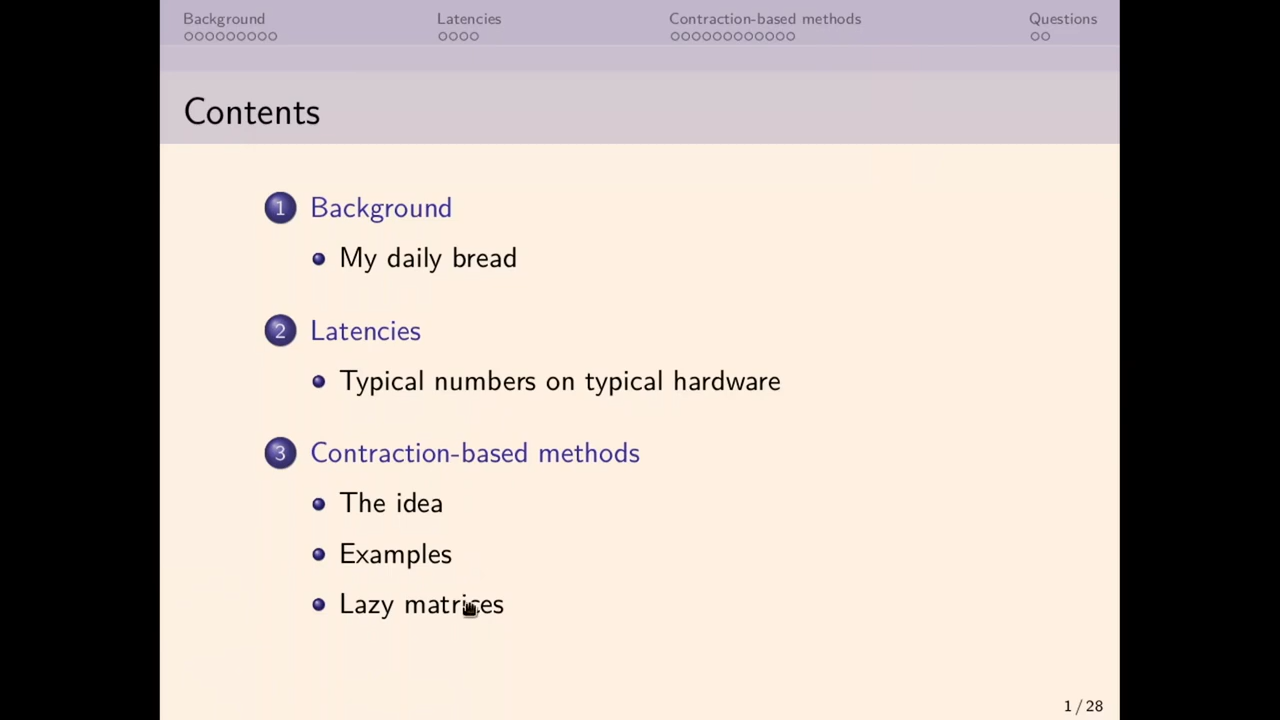 Background Latencies Contraction-based methods Questions
Contents
1 Background
My daily bread
2 Latencies
Typical numbers on typical hardware
3 Contraction-based methods
The idea
Examples
Lazy matrices
1 / 28